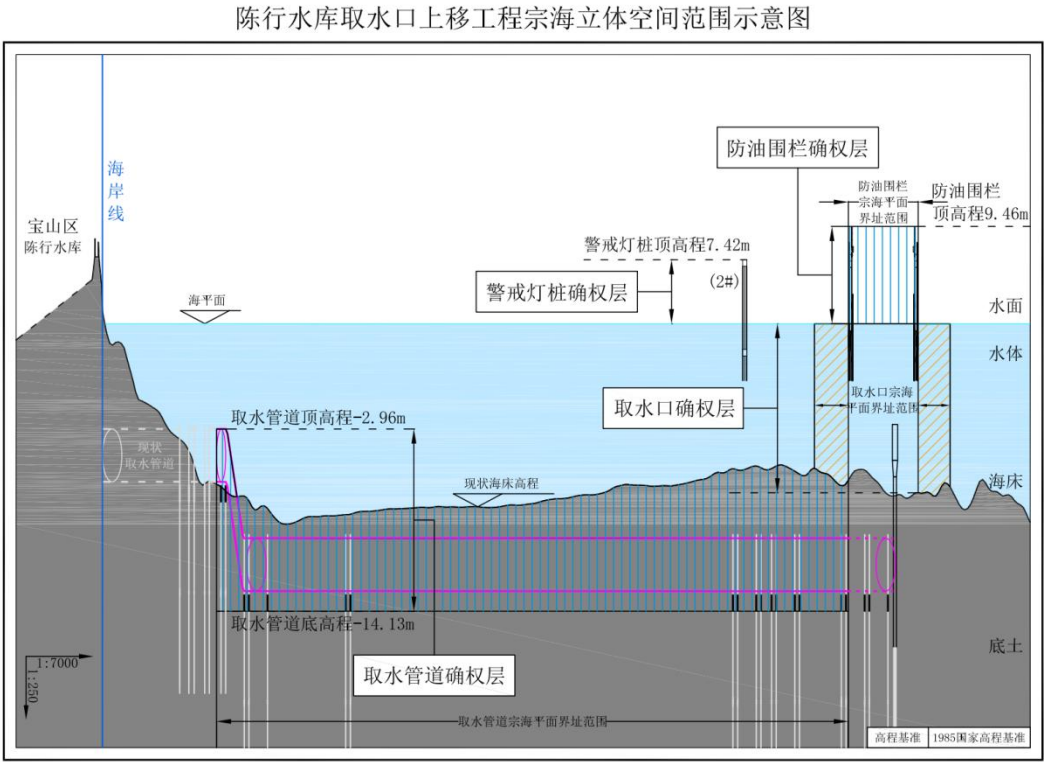 陈行水库取水口上移工程宗海立体空间范围示意图
海岸线
防油围栏确权层
宝山区
陈行水库
防油围栏
宗海平面
界址范围
防油围栏
顶高程9.46m
警戒灯桩顶高程7.42m
(2#)
警戒灯桩确权层
海平面
水面
水体
取水口确权层
取水口宗海
平面界址范围
取水管道顶高程-2.96m
现状
取水管道
现状海床高程
海床
取水管道底高程-14.13m
底土
取水管道确权层
1:7000
1:250
取水管道宗海平面界址范围
高程基准
1985国家高程基准